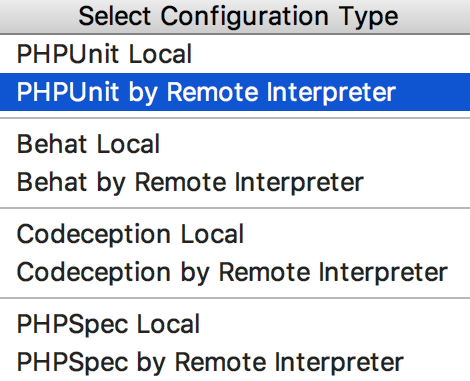 Select Configuration Type
PHPUnit Local
PHPUnit by Remote Interpreter
Behat Local
Behat by Remote Interpreter
Codeception Local
Codeception by Remote Interpreter
PHPSpec Local
PHPSpec by Remote Interpreter